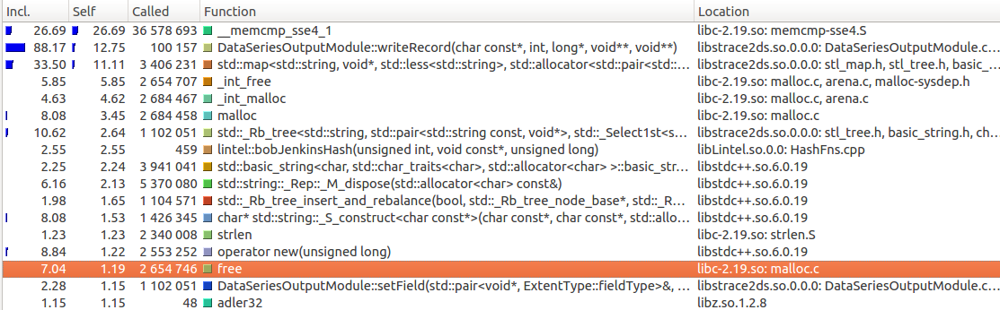 Incl. Self Called Function Location
26.69 26.69 36 578 693 __memcmp_sse4_1 libc-2.19.so: memcmp-sse4.S
88.17 12.75 100 157 DataSeriesOutputModule::writeRecord(char const*, int, long*, void**, void**) libstrace2ds.so.0.0.0: DataSeriesOutputModule.c...
33.50 11.11 3 406 231 std::map<std::string, void*, std::less<std::string>, std::allocator<std::pair<std::string... libstrace2ds.so.0.0.0: stl_map.h, stl_tree.h, basic_...
5.85 5.85 2 654 707 _int_free libc-2.19.so: malloc.c, arena.c, malloc-sysdep.h
4.63 4.62 2 684 467 _int_malloc libc-2.19.so: malloc.c, arena.c
8.08 3.45 2 684 458 malloc libc-2.19.so: malloc.c
10.62 2.64 1 102 051 std::_Rb_tree<std::string, std::pair<std::string const, void*>, std::_Select1st<s... libstrace2ds.so.0.0.0: stl_tree.h, basic_string.h, ch...
2.55 2.55 459 lintel::bobJenkinsHash(unsigned int, void const*, unsigned long) libLintel.so.0.0: HashFns.cpp
2.25 2.24 3 941 041 std::basic_string<char, std::char_traits<char>, std::allocator<char> >::basic_str... libstdc++.so.6.0.19
6.16 2.13 5 370 080 std::string::_Rep::_M_dispose(std::allocator<char> const&) libstdc++.so.6.0.19
1.98 1.65 1 104 571 std::_Rb_tree_insert_and_rebalance(bool, std::_Rb_tree_node_base*, std::_R... libstdc++.so.6.0.19
8.08 1.53 1 426 345 char* std::string::_S_construct<char const*>(char const*, char const*, std::allo... libstdc++.so.6.0.19
1.23 1.23 2 340 008 strlen libc-2.19.so: strlen.S
8.84 1.22 2 553 252 operator new(unsigned long) libstdc++.so.6.0.19
7.04 1.19 2 654 746 free libc-2.19.so: malloc.c
2.28 1.15 1 102 051 DataSeriesOutputModule::setField(std::pair<void*, ExtentType::fieldType>&, ... libstrace2ds.so.0.0.0: DataSeriesOutputModule.c...
1.15 1.15 48 adler32 libz.so.1.2.8